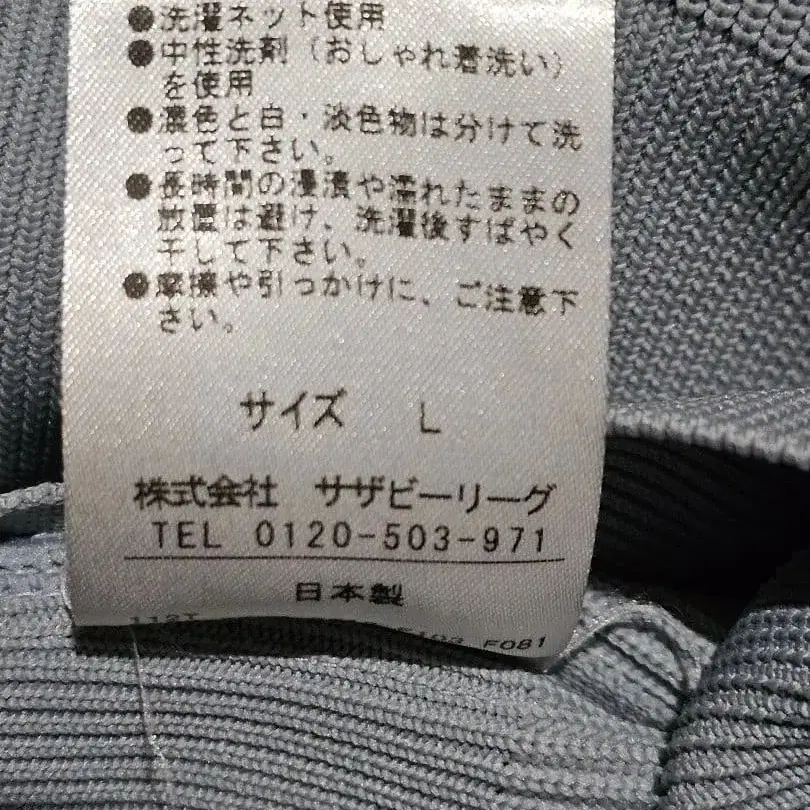 ●洗濯ネット使用
●中性洗剤（おしゃれ着洗い）
を使用
●濃色と白・淡色物は分けて洗
って下さい。
●長時間の浸漬や濡れたままの
放置は避け、洗濯後すばやく
干して下さい。
●摩擦や引っかけに、ご注意下
さい。
サイズ L
株式会社 サザビーリーグ
TEL 0120-503-971
日本製
F081